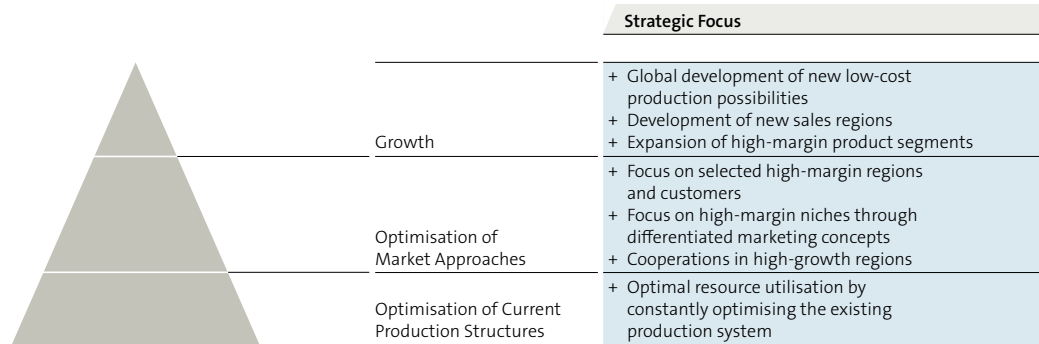 Strategic Focus
Growth
+ Global development of new low-cost
production possibilities
+ Development of new sales regions
+ Expansion of high-margin product segments
Optimisation of
Market Approaches
+ Focus on selected high-margin regions
and customers
+ Focus on high-margin niches through
differentiated marketing concepts
+ Cooperations in high-growth regions
Optimisation of Current
Production Structures
+ Optimal resource utilisation by
constantly optimising the existing
production system